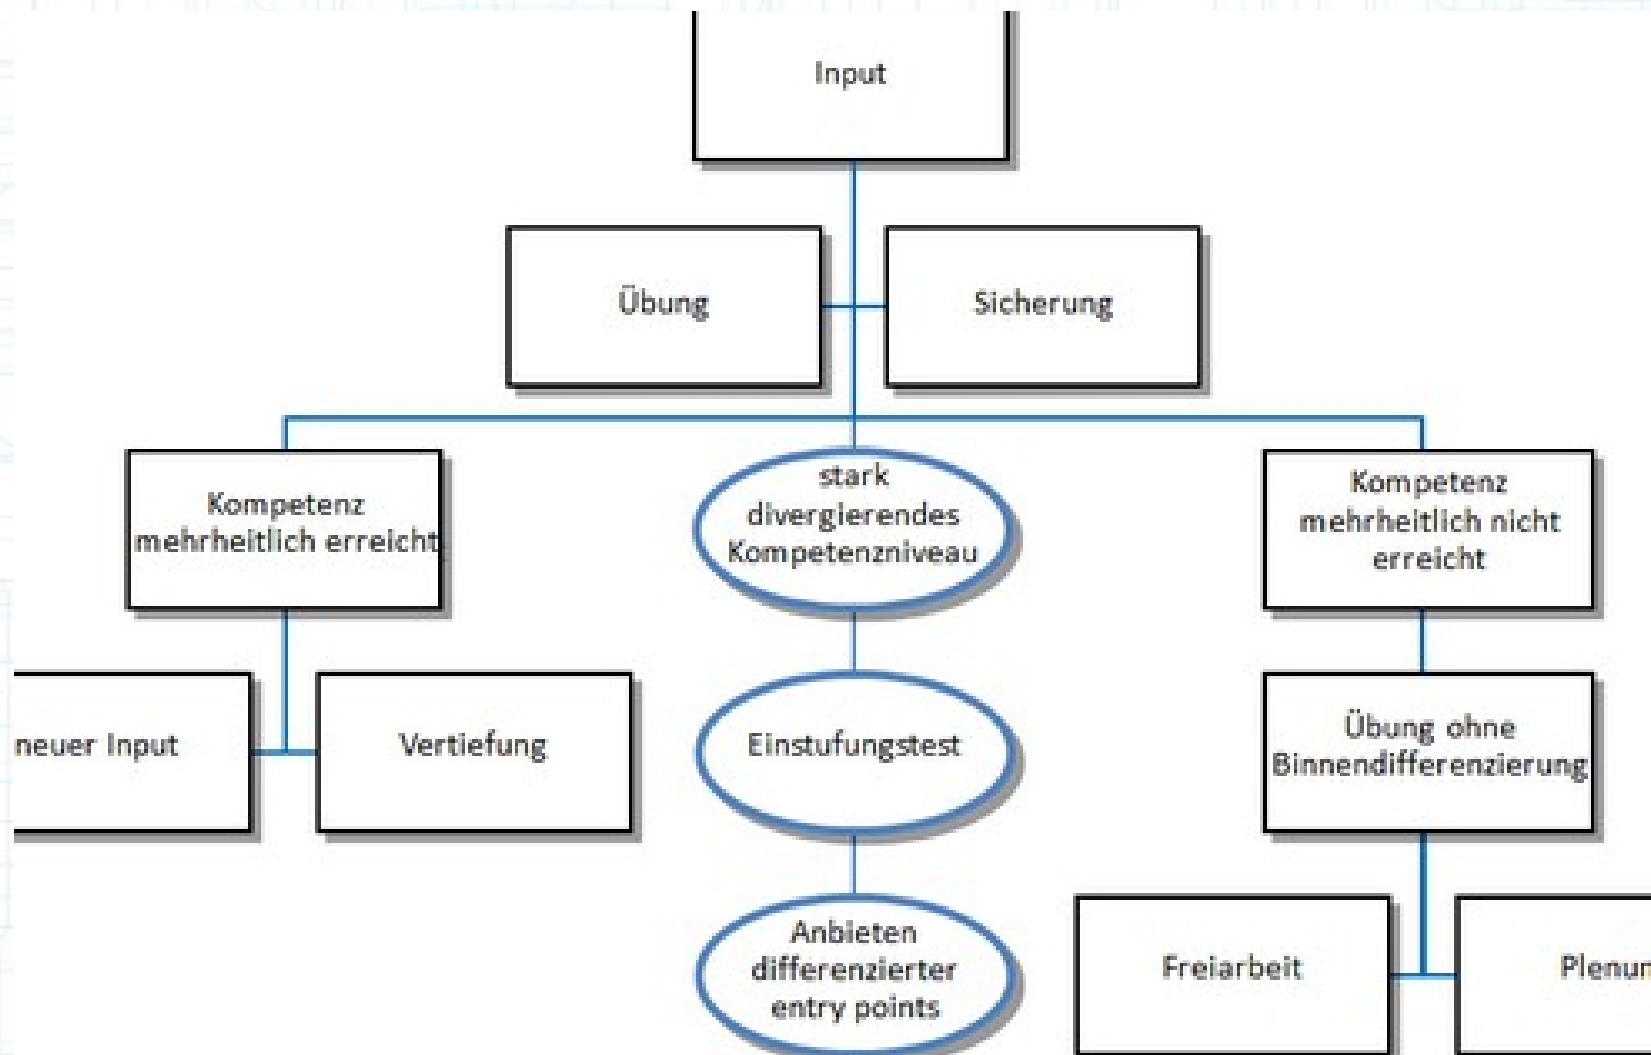 Input
Übung
Sicherung
Kompetenz
mehrheitlich erreicht
stark
divergierendes
Kompetenzniveau
Kompetenz
mehrheitlich nicht
erreicht
neuer Input
Vertiefung
Einstufungstest
Übung ohne
Binnendifferenzierung
Anbieten
differenzierter
entry points
Freiarbeit